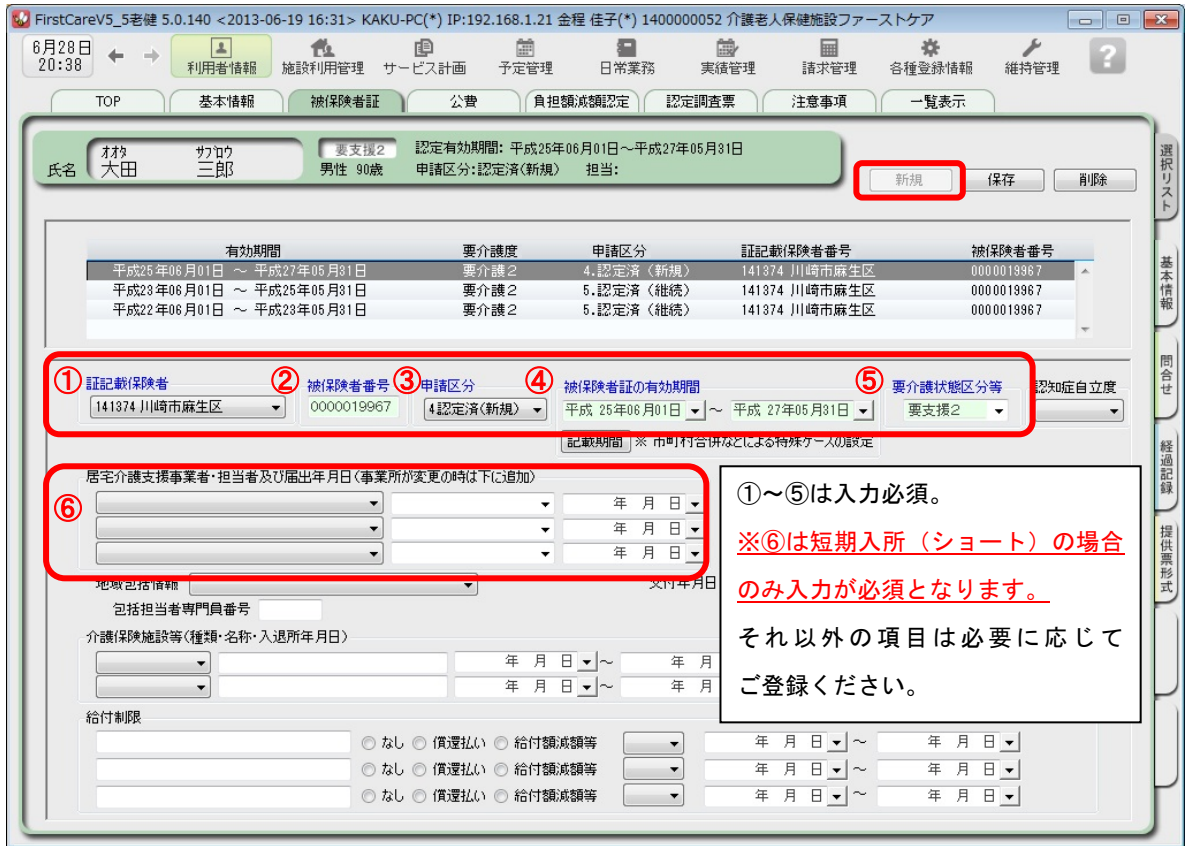 FirstCareV5_5老健 5.0.140 <2013-06-19 16:31> KAKU-PC(*) IP:192.168.1.21 金程 佳子(*) 1400000052 介護老人保健施設ファーストケア
6月28日
20:38
利用者情報 施設利用管理 サービス計画 予定管理 日常業務 実績管理 請求管理 各種登録情報 維持管理 ?
TOP 基本情報 被保険者証 公費 負担額減額認定 認定調査票 注意事項 一覧表示
氏名 オオタ サブロウ
大田 三郎
要支援2
男性 90歳
認定有効期間: 平成25年06月01日～平成27年05月31日
申請区分:認定済(新規) 担当:
新規 保存 削除
有効期間 要介護度 申請区分 証記載保険者番号 被保険者番号
平成25年06月01日 ～ 平成27年05月31日 要介護2 4.認定済(新規) 141374 川崎市麻生区 0000019967
平成23年06月01日 ～ 平成25年05月31日 要介護2 5.認定済(継続) 141374 川崎市麻生区 0000019967
平成22年06月01日 ～ 平成23年05月31日 要介護2 5.認定済(継続) 141374 川崎市麻生区 0000019967
① 証記載保険者 ② 被保険者番号 ③ 申請区分 ④ 被保険者証の有効期間 ⑤ 要介護状態区分等 認知症自立度
141374 川崎市麻生区 0000019967 4認定済(新規) 平成 25年06月01日 ～ 平成 27年05月31日 要支援2
記載期間 ※ 市町村合併などによる特殊ケースの設定
居宅介護支援事業者・担当者及び届出年月日(事業所が変更の時は下に追加)
⑥
年 月 日
年 月 日
年 月 日
地域包括情報 交付年月日
包括担当者専門員番号
介護保険施設等(種類・名称・入退所年月日)
年 月 日 ～ 年 月
年 月 日 ～ 年 月
給付制限
なし 償還払い 給付額減額等 年 月 日 ～ 年 月 日
なし 償還払い 給付額減額等 年 月 日 ～ 年 月 日
なし 償還払い 給付額減額等 年 月 日 ～ 年 月 日
①～⑤は入力必須。
※⑥は短期入所（ショート）の場合
のみ入力が必須となります。
それ以外の項目は必要に応じて
ご登録ください。
選択リスト
基本情報
問合せ
経過記録
提供票形式